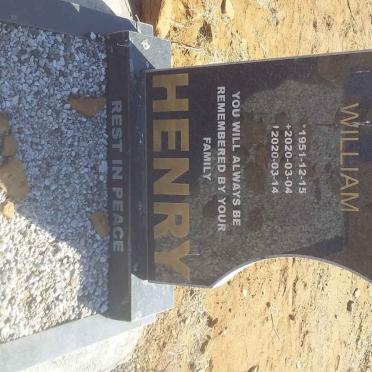 WILLIAM
*1951-12-15
+2020-03-04
!2020-03-14
YOU WILL ALWAYS BE
REMEMBERED BY YOUR
FAMILY
HENRY
REST IN PEACE